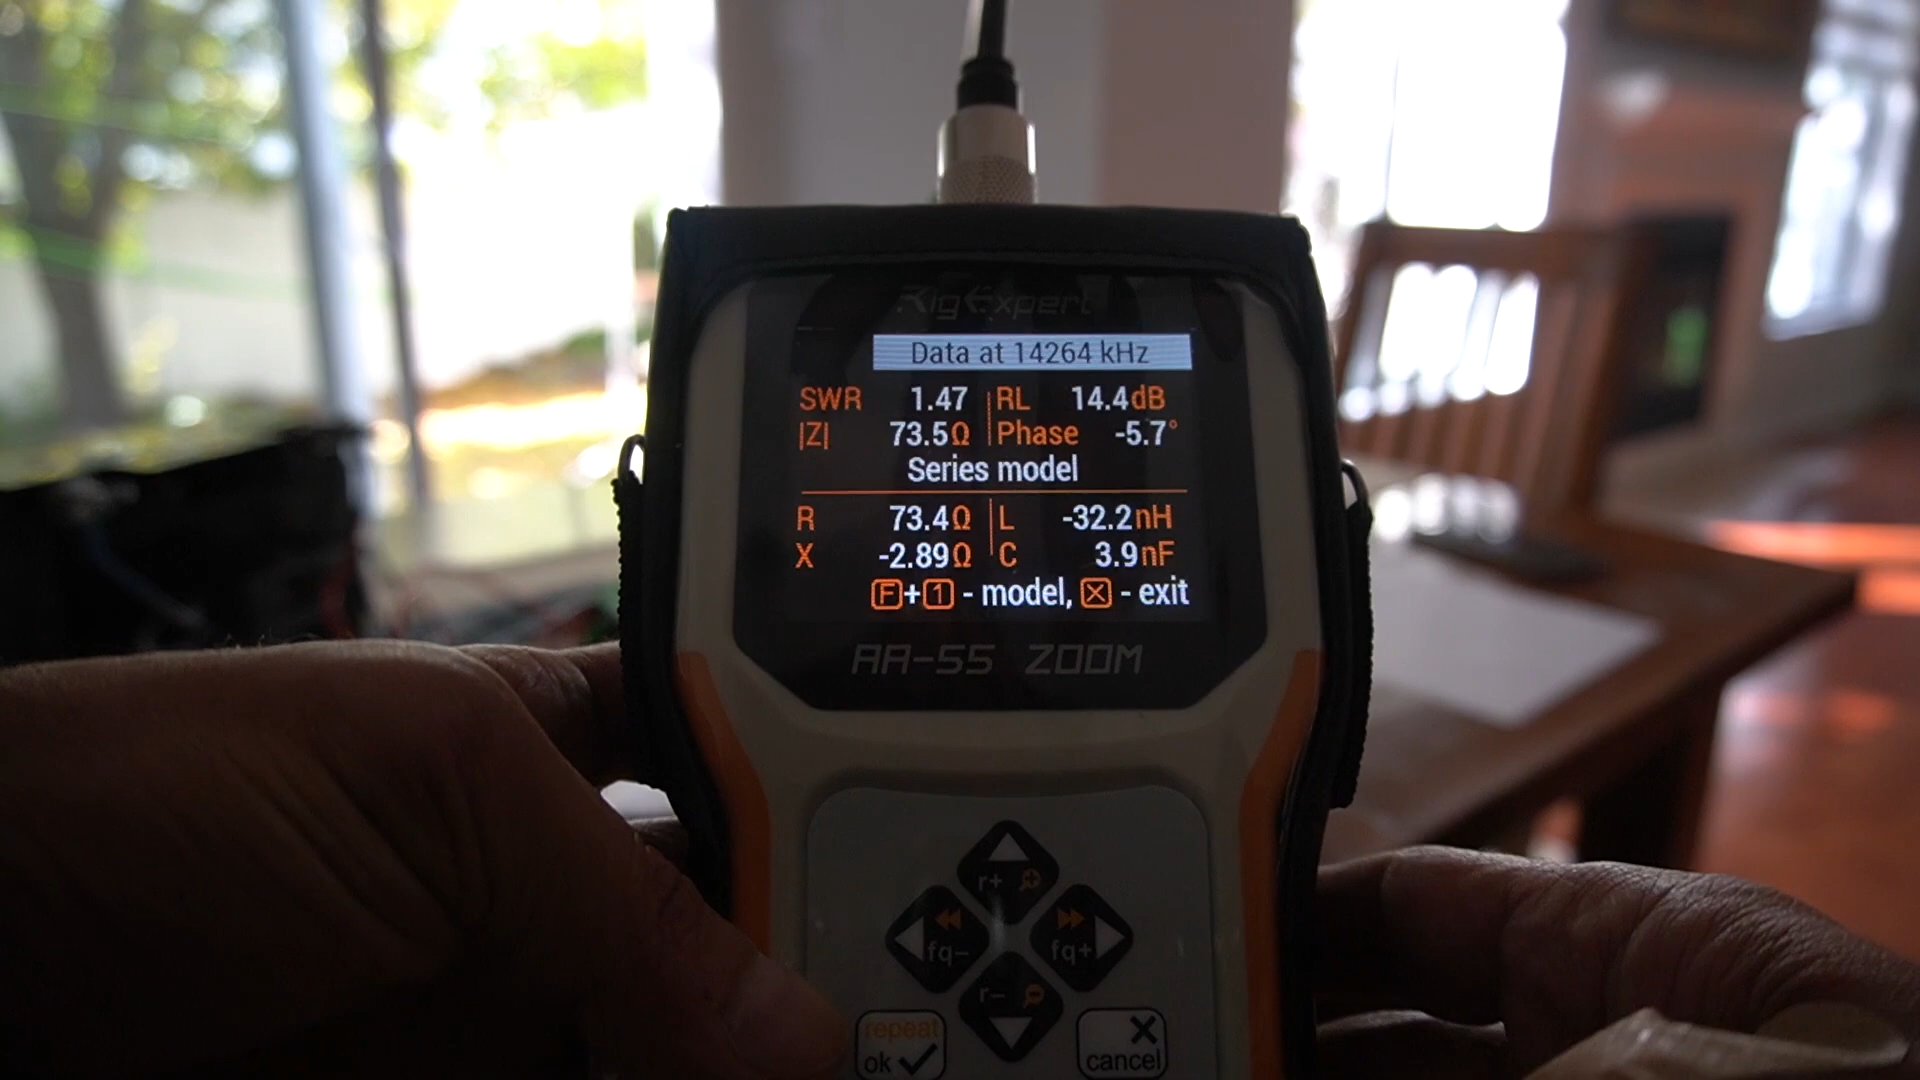 RigExpert
Data at 14264 kHz
SWR 1.47 RL 14.4dB
|Z| 73.5Ω Phase -5.7°
Series model
R 73.4Ω L -32.2nH
X -2.89Ω C 3.9nF
F+1 - model, X - exit
AA-55 ZOOM
r+
fq- fq+
r-
repeat
ok
cancel